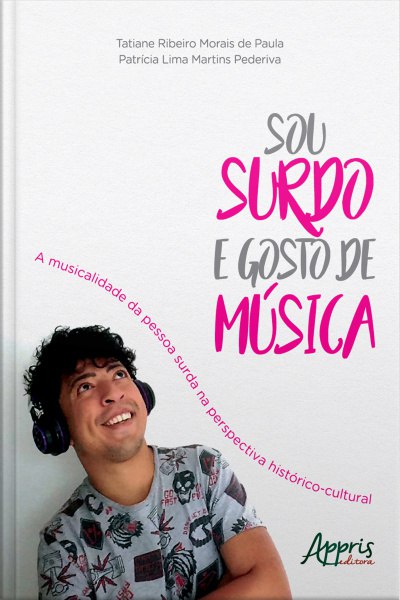 Tatiane Ribeiro Morais de Paula
Patrícia Lima Martins Pederiva
SOU
SURDO
E GOSTO DE
MÚSICA
A musicalidade da pessoa surda na perspectiva histórico-cultural
Appris
editora